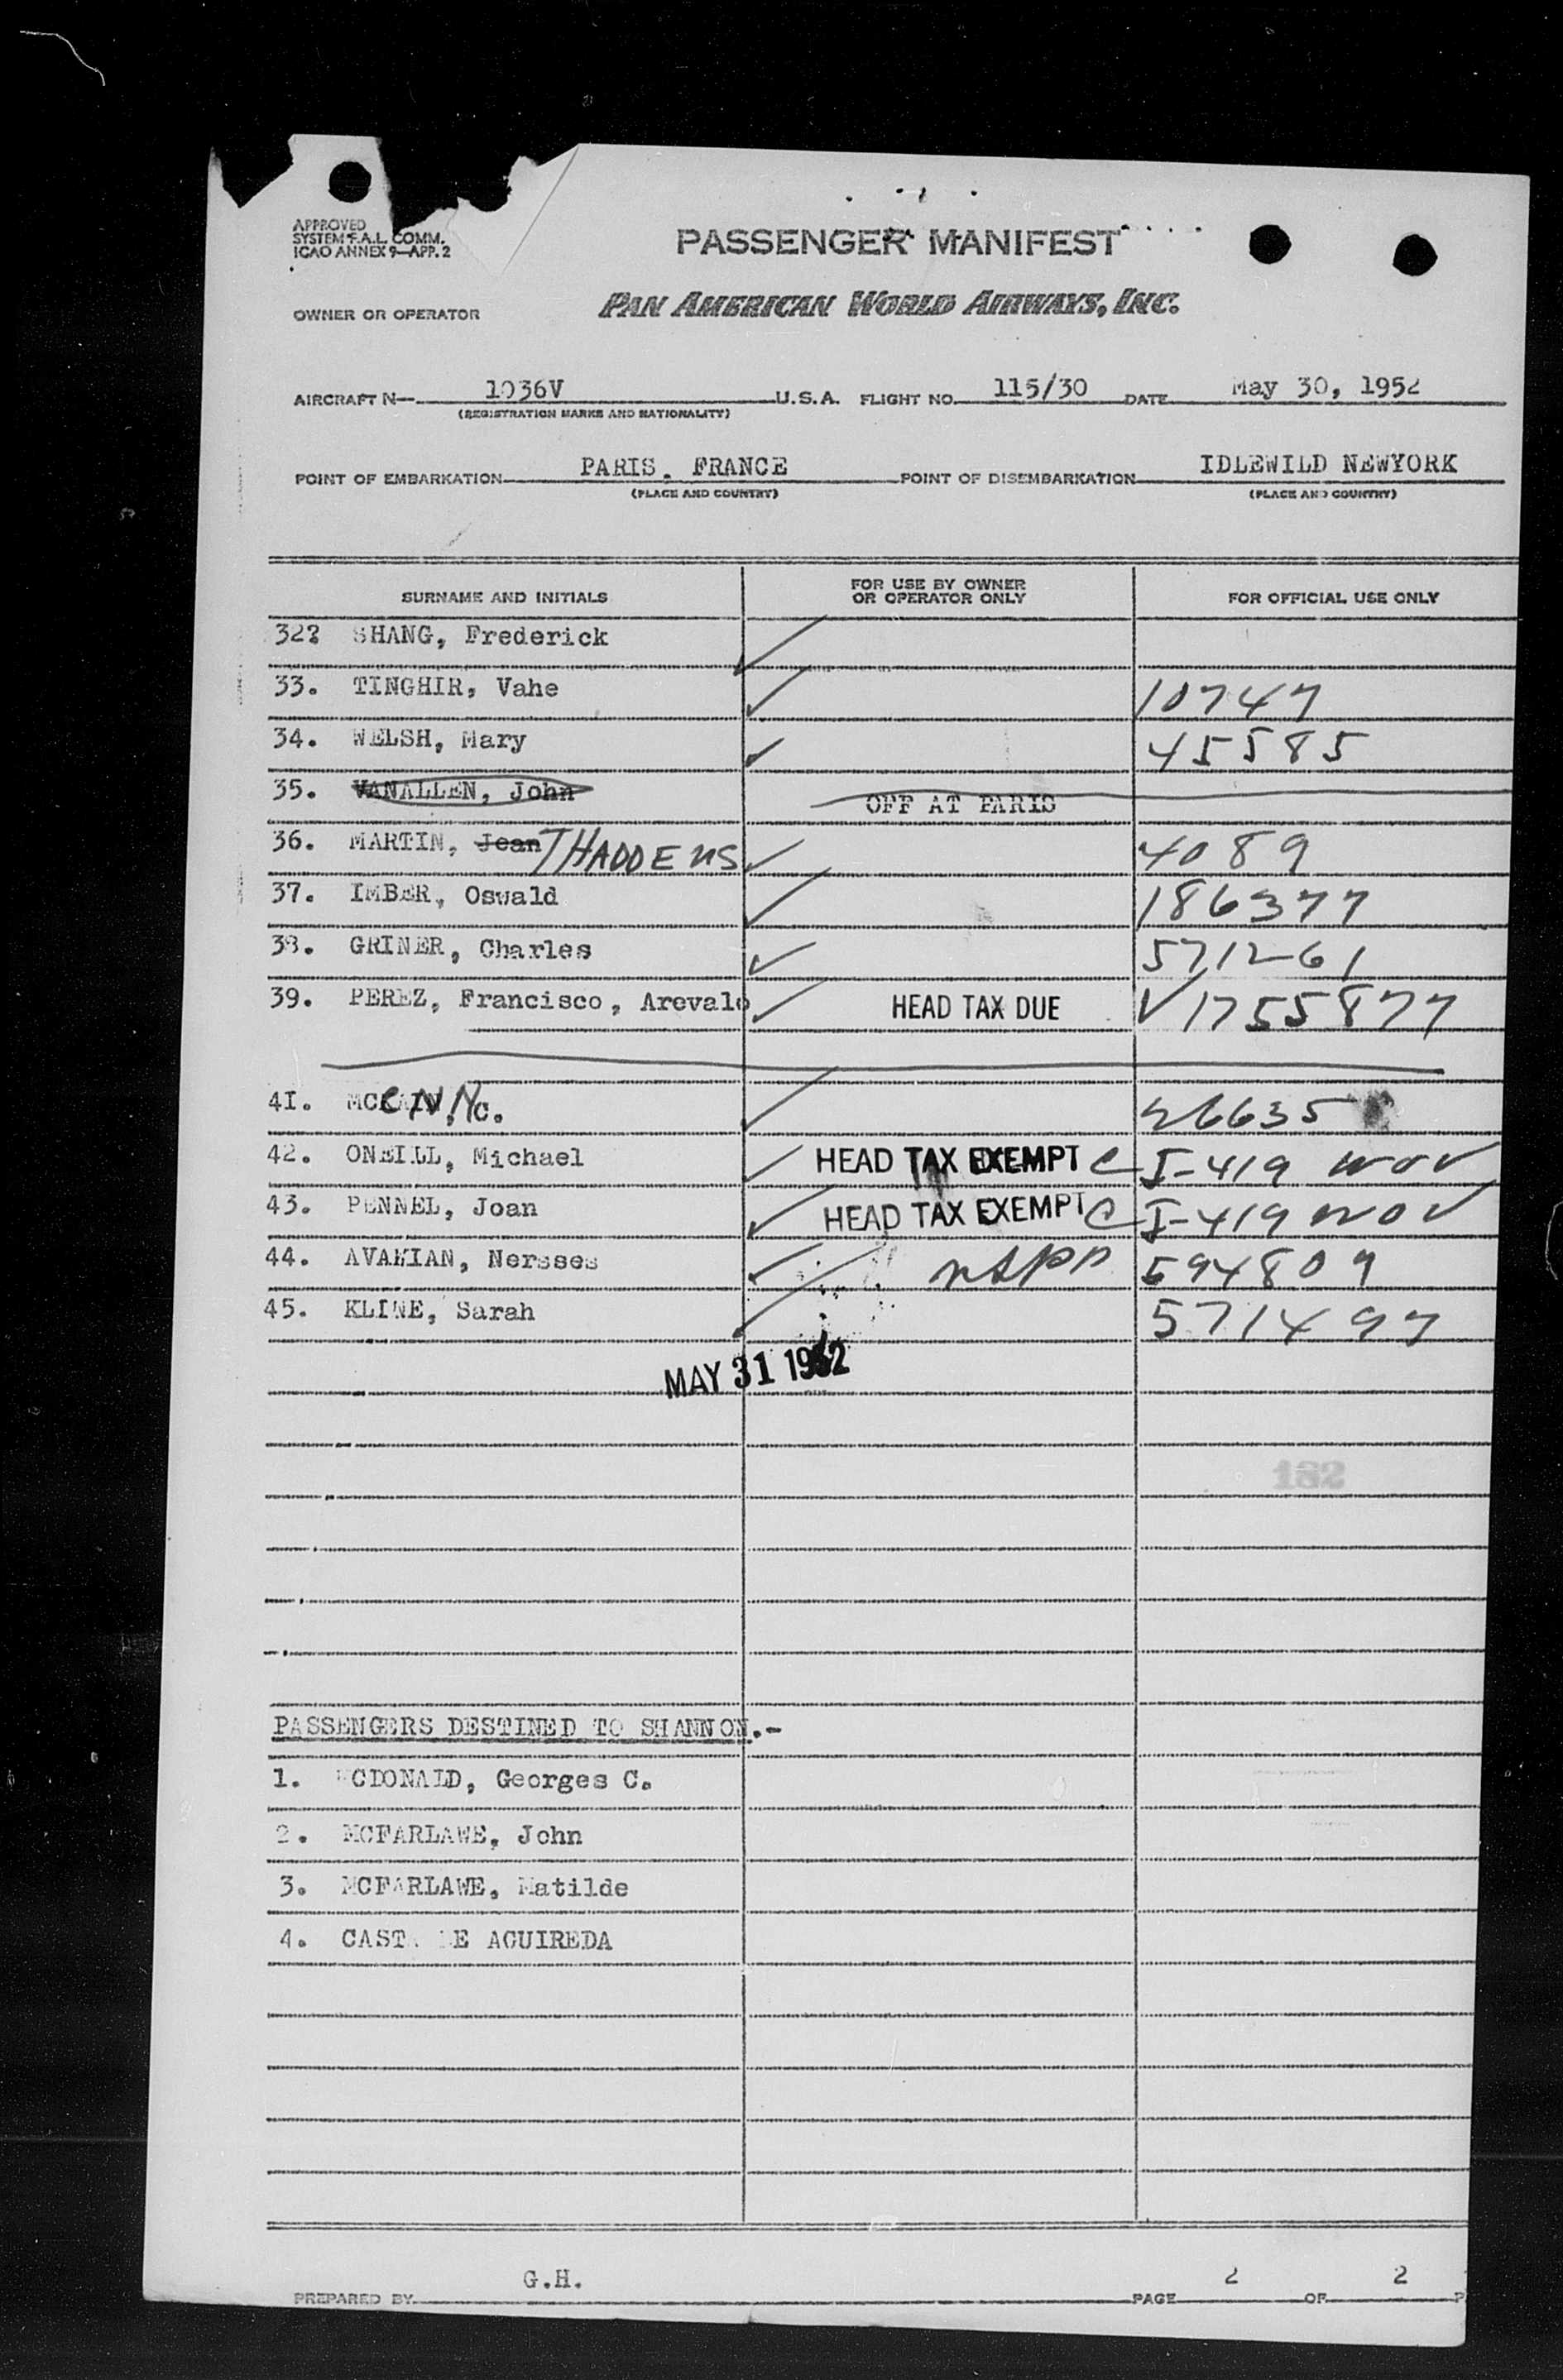 APPROVED
SYSTEM F.A.L. COMM.
ICAO ANNEX 9—APP. 2
PASSENGER MANIFEST
OWNER OR OPERATOR PAN AMERICAN WORLD AIRWAYS, INC.
AIRCRAFT N— 1036V U.S.A. FLIGHT NO. 115/30 DATE May 30, 1952
(REGISTRATION MARKS AND NATIONALITY)
POINT OF EMBARKATION PARIS. FRANCE POINT OF DISEMBARKATION IDLEWILD NEWYORK
(PLACE AND COUNTRY) (PLACE AND COUNTRY)
SURNAME AND INITIALS FOR USE BY OWNER OR OPERATOR ONLY FOR OFFICIAL USE ONLY
32. SHANG, Frederick
33. TINGHIR, Vahe 10747
34. WELSH, Mary 45585
35. VANALLEN, John OFF AT PARIS
36. MARTIN, Jean THADDEUS 4089
37. IMBER, Oswald 186377
38. GRINER, Charles 571261
39. PEREZ, Francisco, Arevalo HEAD TAX DUE 1755877
41. C. 26635
42. ONEILL, Michael HEAD TAX EXEMPT C I-419
43. PENNEL, Joan HEAD TAX EXEMPT C I-419
44. AVAKIAN, Nersses 594809
45. KLINE, Sarah 571497
MAY 31 1952
182
PASSENGERS DESTINED TO SHANNON.-
1. MCDONALD, Georges C.
2. MCFARLAWE, John
3. MCFARLAWE, Matilde
4. AGUIREDA
PREPARED BY G.H. PAGE 2 OF 2